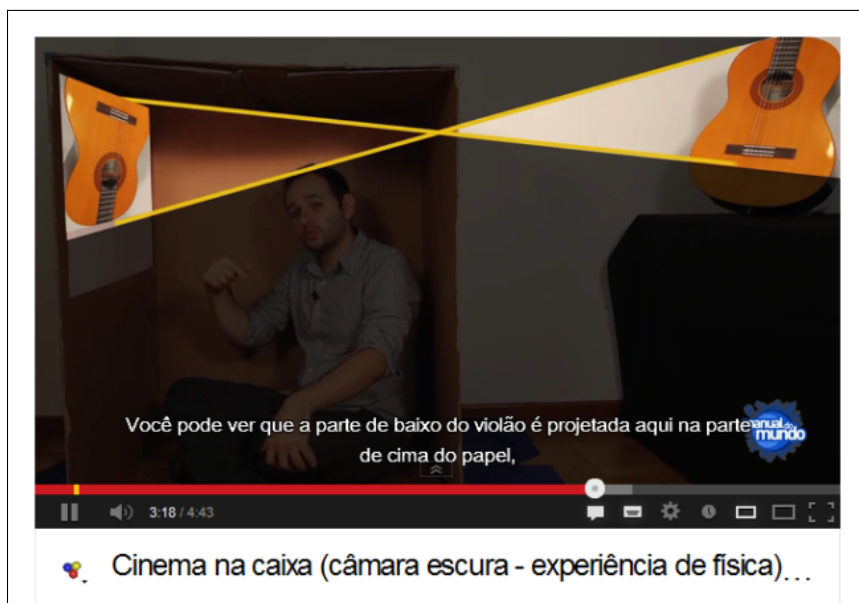 Você pode ver que a parte de baixo do violão é projetada aqui na parte
de cima do papel,
manual do
mundo
3:18 / 4:43
Cinema na caixa (câmara escura - experiência de física)...